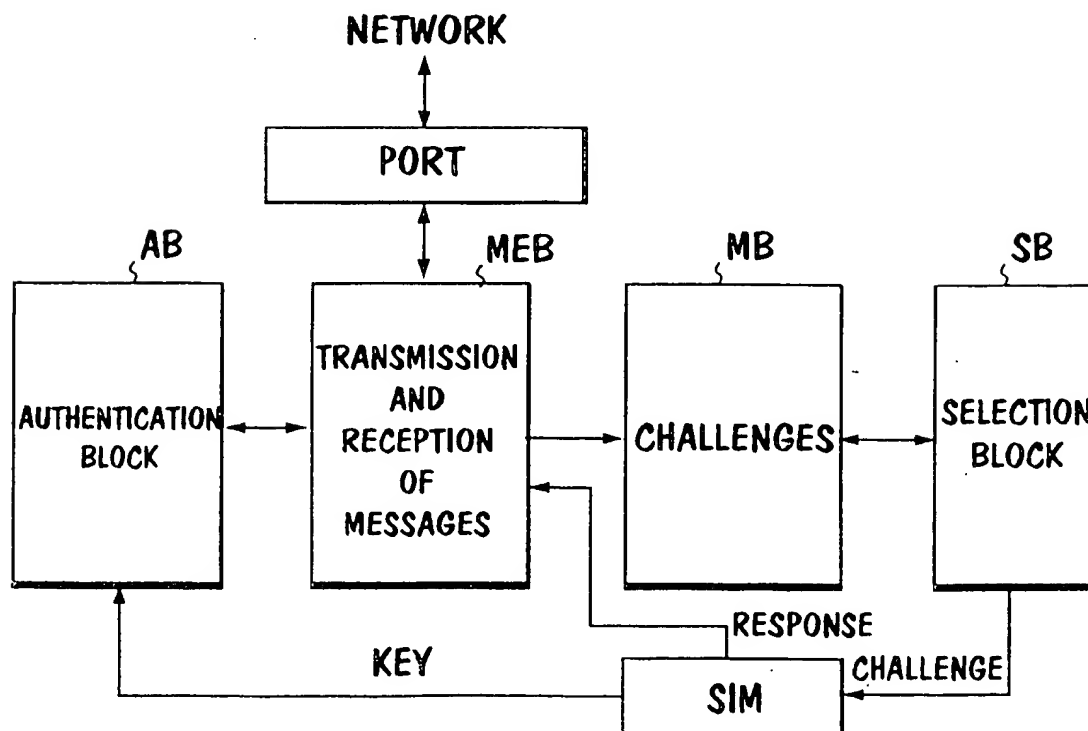 NETWORK
PORT
AB
MEB
MB
SB
AUTHENTICATION
BLOCK
TRANSMISSION
AND
RECEPTION
OF
MESSAGES
CHALLENGES
SELECTION
BLOCK
RESPONSE
KEY
CHALLENGE
SIM